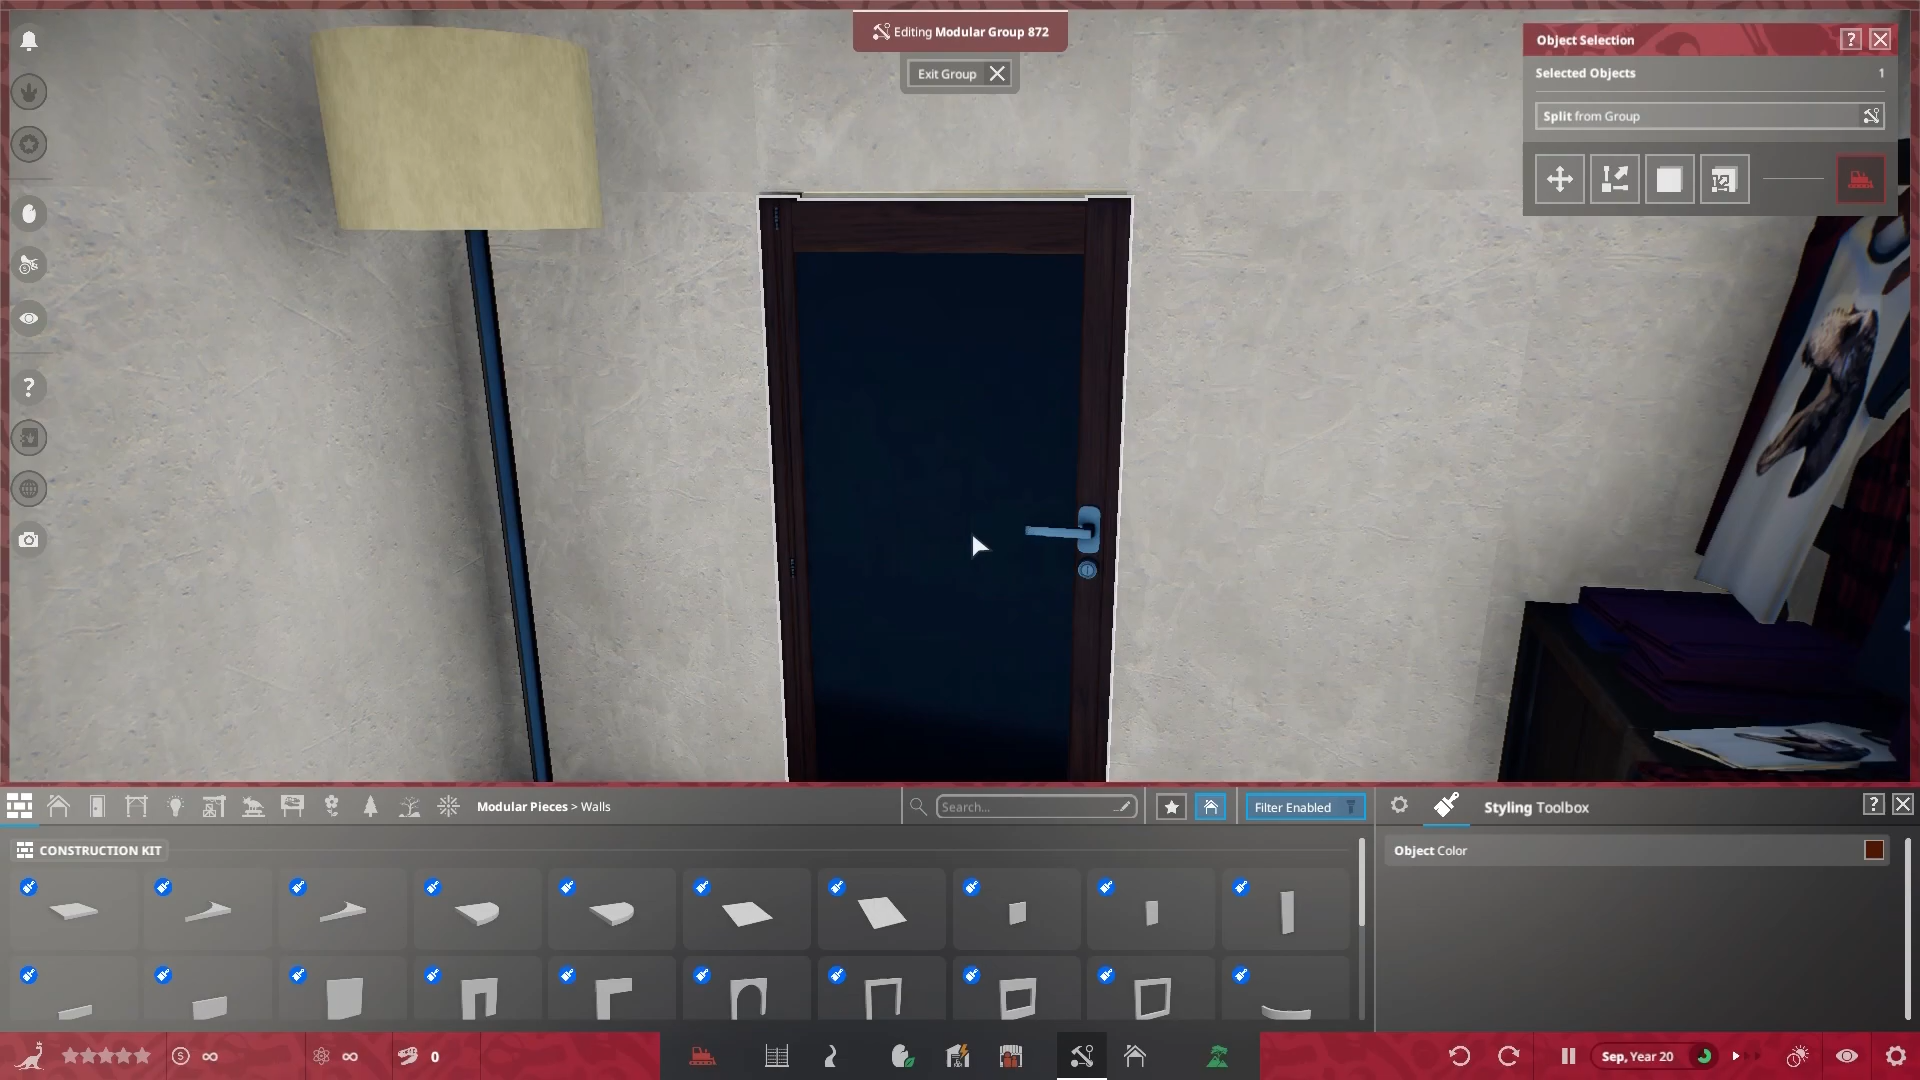 Editing Modular Group 872
Exit Group
Object Selection
?
Selected Objects 1
Split from Group
?
Modular Pieces > Walls
Search...
Filter Enabled
Styling Toolbox
?
CONSTRUCTION KIT
Object Color
∞
∞
0
Sep, Year 20